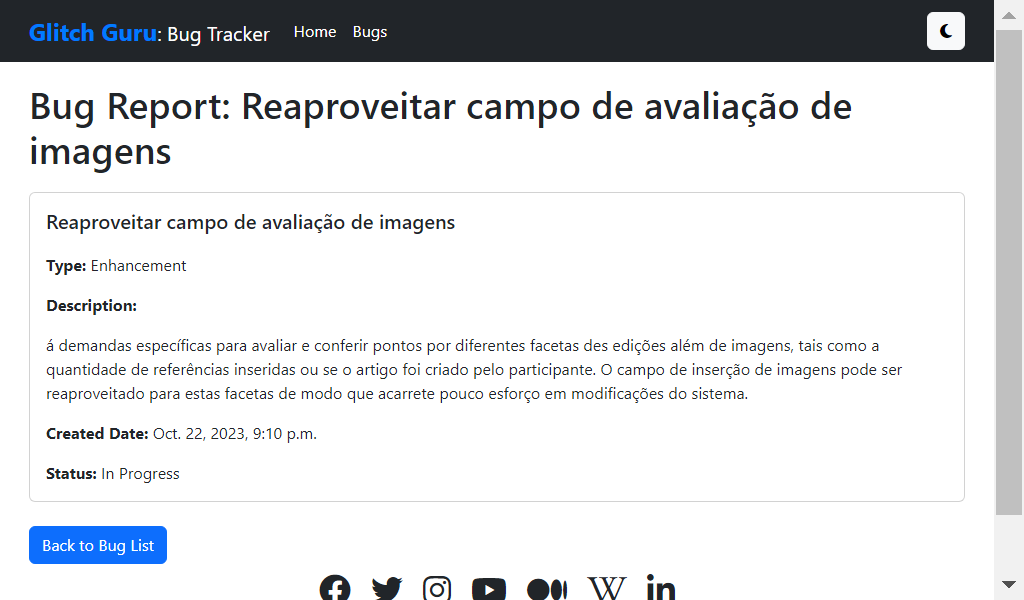 Glitch Guru: Bug Tracker Home Bugs
Bug Report: Reaproveitar campo de avaliação de
imagens
Reaproveitar campo de avaliação de imagens
Type: Enhancement
Description:
á demandas específicas para avaliar e conferir pontos por diferentes facetas des edições além de imagens, tais como a
quantidade de referências inseridas ou se o artigo foi criado pelo participante. O campo de inserção de imagens pode ser
reaproveitado para estas facetas de modo que acarrete pouco esforço em modificações do sistema.
Created Date: Oct. 22, 2023, 9:10 p.m.
Status: In Progress
Back to Bug List